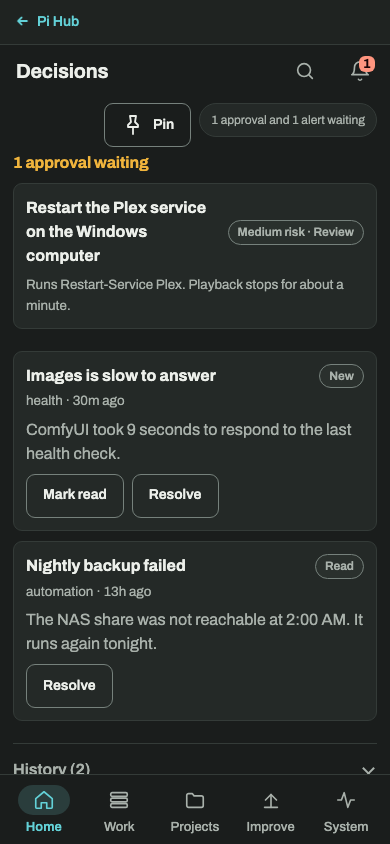 ← Pi Hub
Decisions
1
Pin
1 approval and 1 alert waiting
1 approval waiting
Restart the Plex service
on the Windows
computer
Medium risk · Review
Runs Restart-Service Plex. Playback stops for about a
minute.
Images is slow to answer
New
health · 30m ago
ComfyUI took 9 seconds to respond to the last
health check.
Mark read
Resolve
Nightly backup failed
Read
automation · 13h ago
The NAS share was not reachable at 2:00 AM. It
runs again tonight.
Resolve
History (2)
Home
Work
Projects
Improve
System